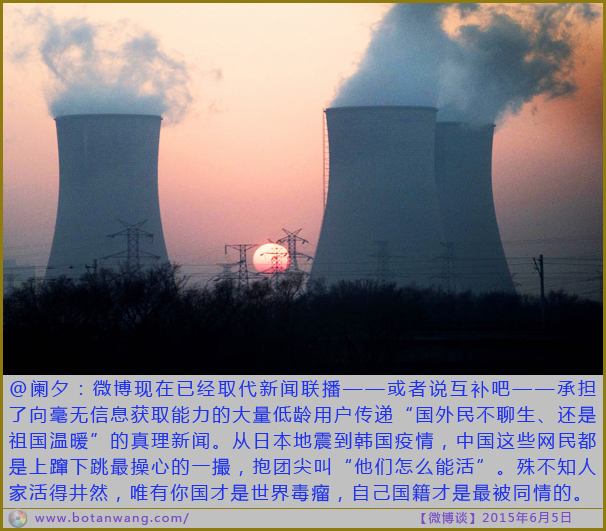 @阑夕：微博现在已经取代新闻联播——或者说互补吧——承担
了向毫无信息获取能力的大量低龄用户传递“国外民不聊生、还是
祖国温暖”的真理新闻。从日本地震到韩国疫情，中国这些网民都
是上蹿下跳最操心的一撮，抱团尖叫“他们怎么能活”。殊不知人
家活得井然，唯有你国才是世界毒瘤，自己国籍才是最被同情的。
www.botanwang.com/ 【微博谈】2015年6月5日